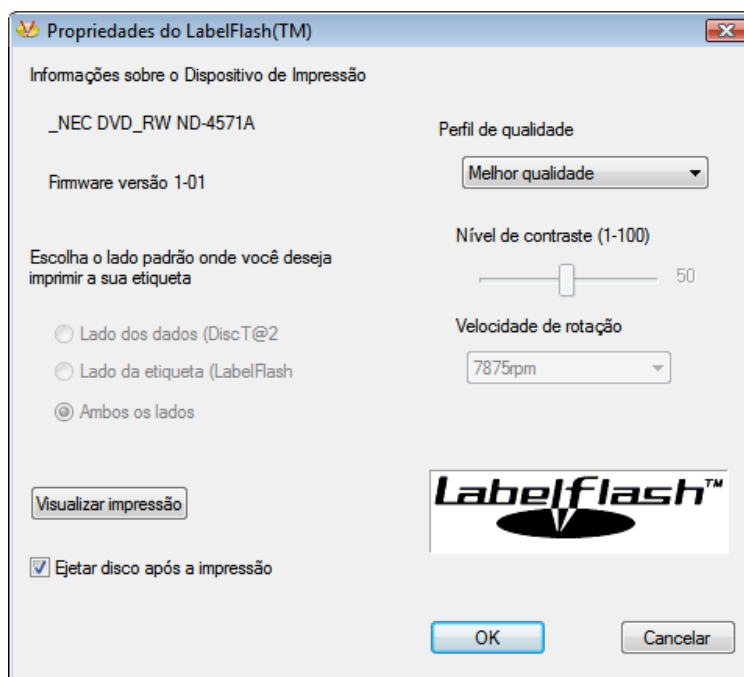 Propriedades do LabelFlash(TM)
Informações sobre o Dispositivo de Impressão
_NEC DVD_RW ND-4571A
Firmware versão 1-01
Escolha o lado padrão onde você deseja
imprimir a sua etiqueta
Lado dos dados (DiscT@2
Lado da etiqueta (LabelFlash
Ambos os lados
Visualizar impressão
Ejetar disco após a impressão
Perfil de qualidade
Melhor qualidade
Nível de contraste (1-100)
50
Velocidade de rotação
7875rpm
Labelflash™
OK
Cancelar